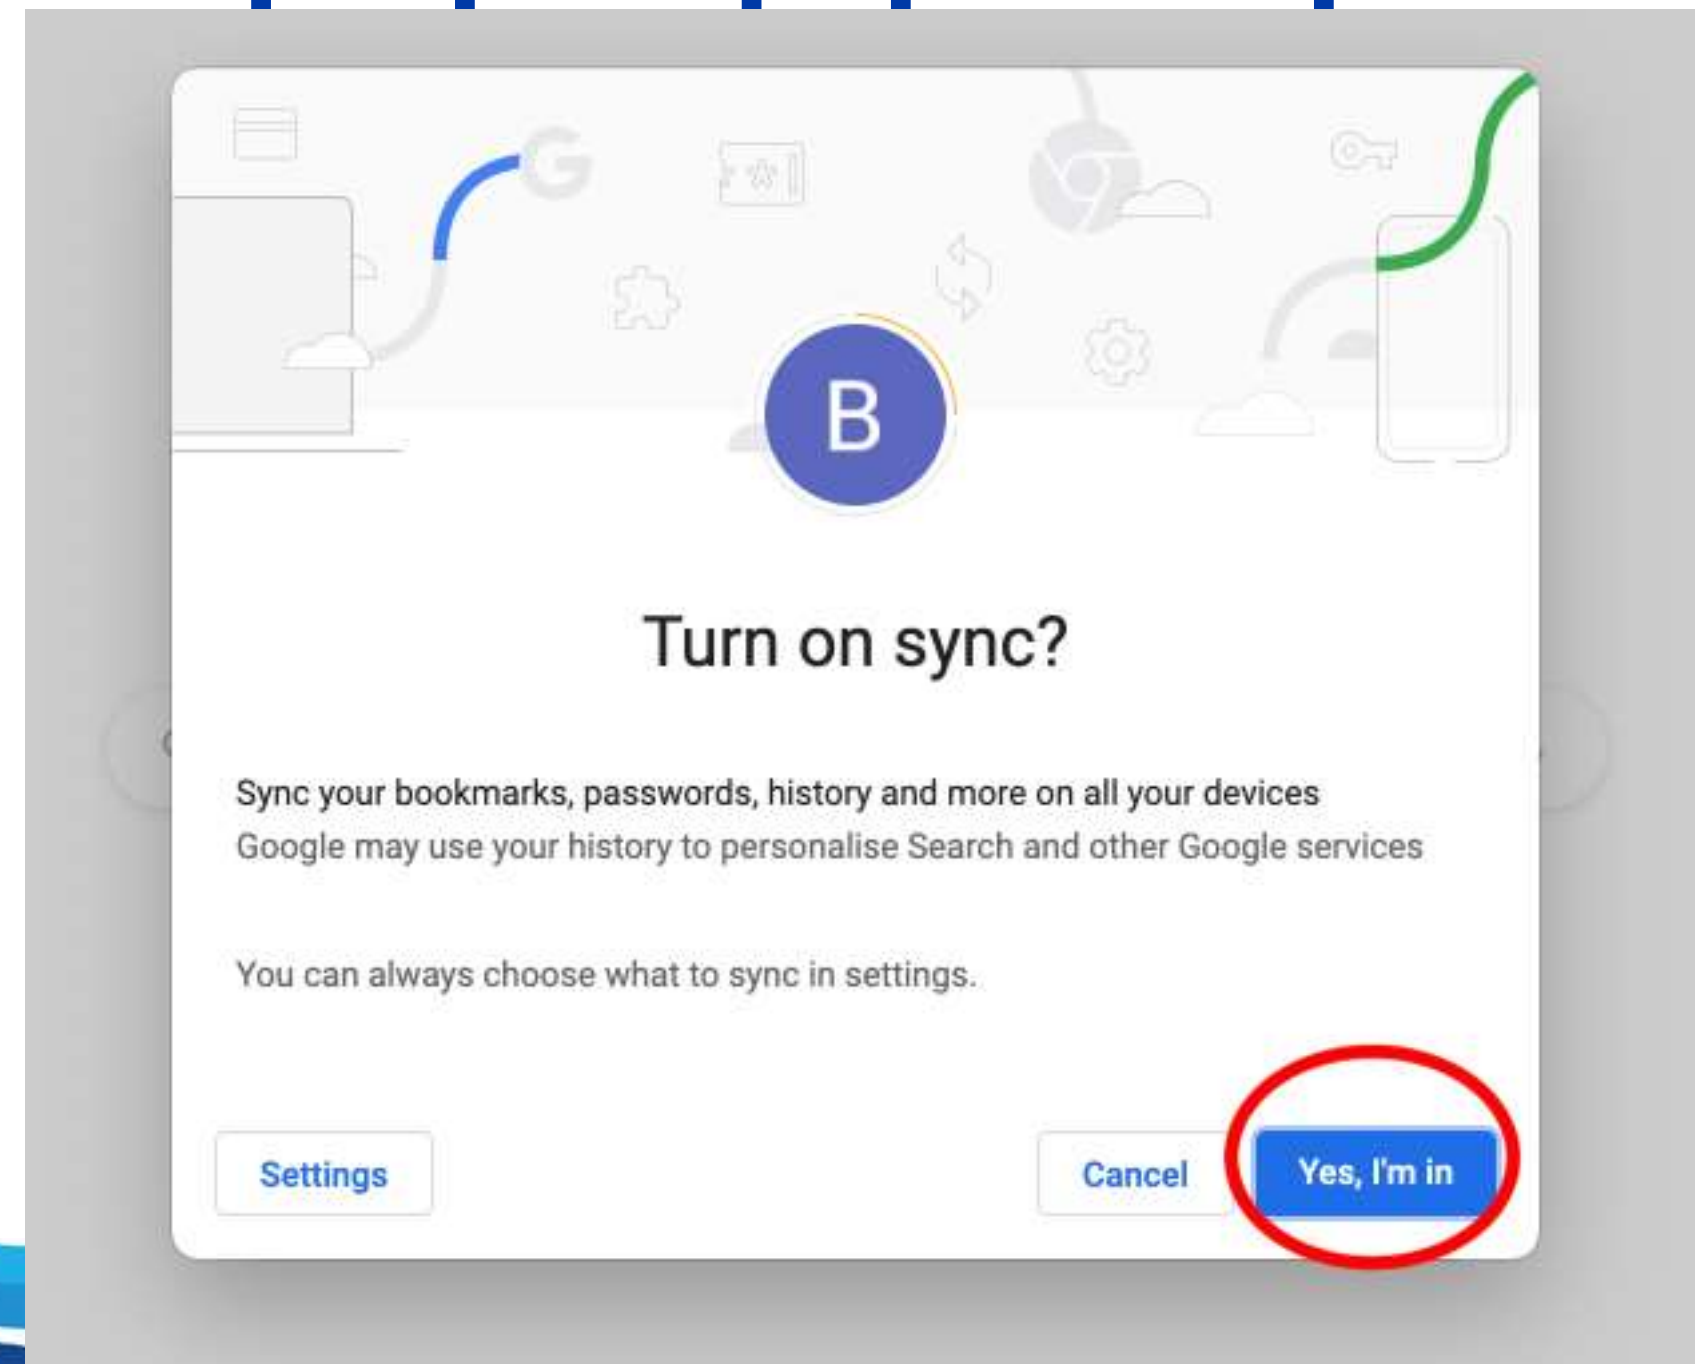 B
Turn on sync?
Sync your bookmarks, passwords, history and more on all your devices
Google may use your history to personalise Search and other Google services
You can always choose what to sync in settings.
Settings
Cancel
Yes, I'm in